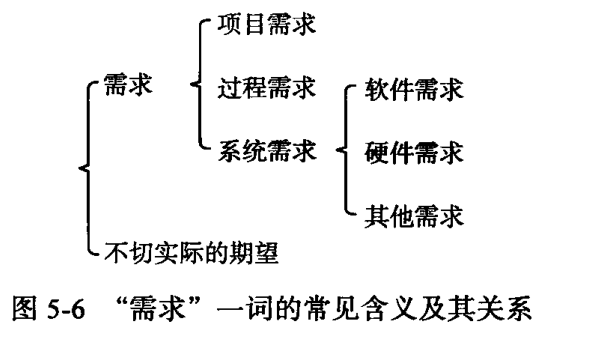 项目需求
需求
过程需求
软件需求
系统需求
硬件需求
其他需求
不切实际的期望
图 5-6 “需求”一词的常见含义及其关系